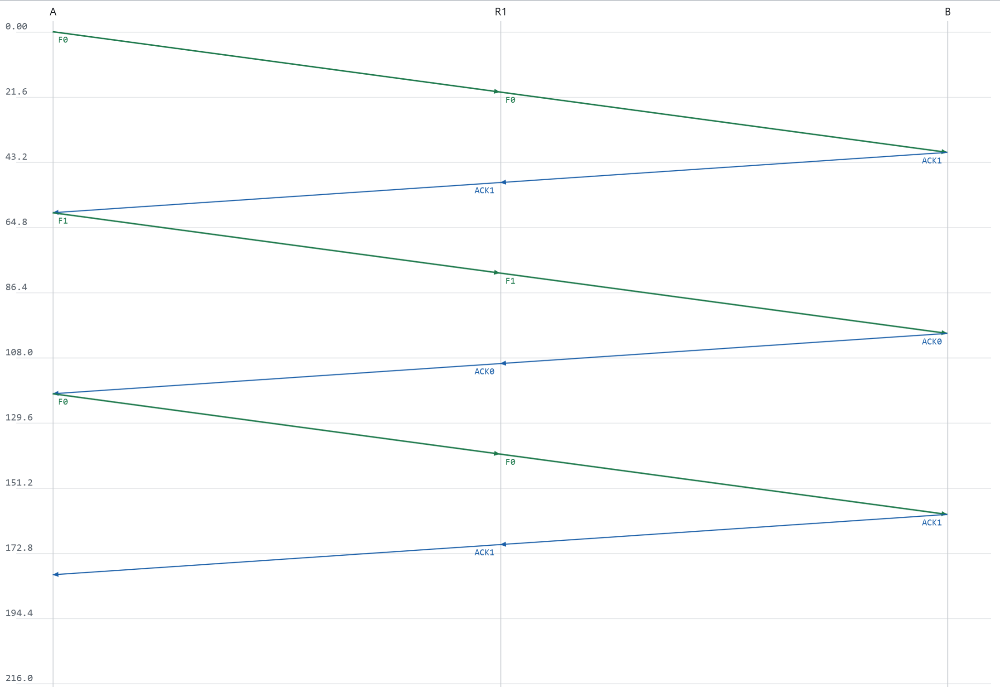 A R1 B
0.00
F0
21.6
F0
43.2
ACK1
ACK1
64.8
F1
86.4
F1
108.0
ACK0
ACK0
129.6
F0
151.2
F0
172.8
ACK1
ACK1
194.4
216.0